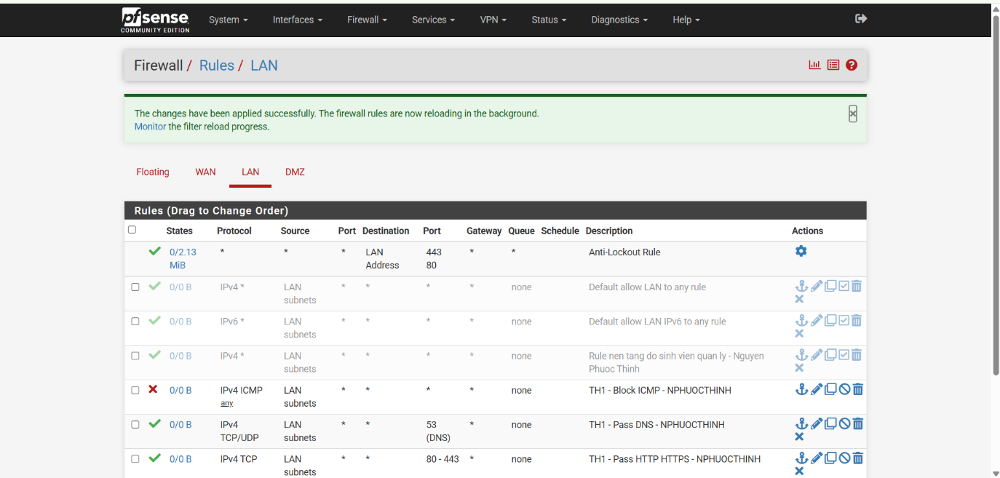 pfsense
COMMUNITY EDITION
System Interfaces Firewall Services VPN Status Diagnostics Help
Firewall / Rules / LAN
The changes have been applied successfully. The firewall rules are now reloading in the background.
Monitor the filter reload progress.
Floating WAN LAN DMZ
Rules (Drag to Change Order)
States Protocol Source Port Destination Port Gateway Queue Schedule Description Actions
0/2.13 * * * LAN 443 * * Anti-Lockout Rule
MiB Address 80
0/0 B IPv4 * LAN * * * * none Default allow LAN to any rule
subnets
0/0 B IPv6 * LAN * * * * none Default allow LAN IPv6 to any rule
subnets
0/0 B IPv4 * LAN * * * * none Rule nen tang do sinh vien quan ly - Nguyen
subnets Phuoc Thinh
0/0 B IPv4 ICMP LAN * * * * none TH1 - Block ICMP - NPHUOCTHINH
any subnets
0/0 B IPv4 LAN * * 53 * none TH1 - Pass DNS - NPHUOCTHINH
TCP/UDP subnets (DNS)
0/0 B IPv4 TCP LAN * * 80 - 443 * none TH1 - Pass HTTP HTTPS - NPHUOCTHINH
subnets